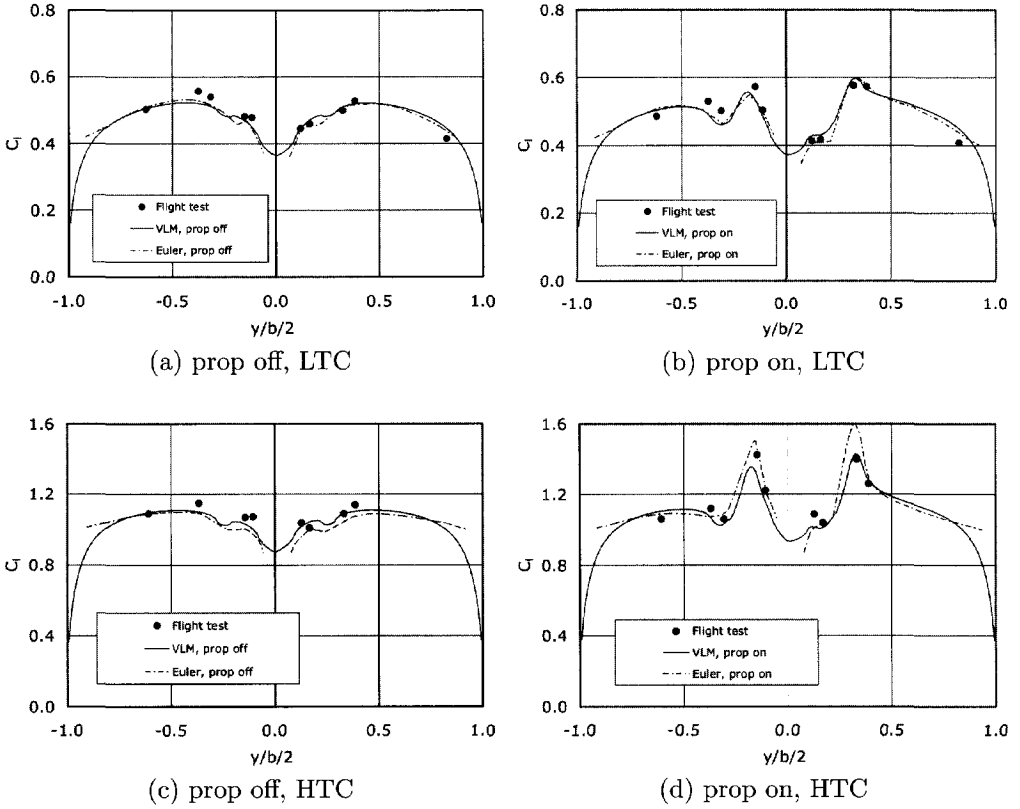 0.8
0.6
0.4
0.2
0.0
Cl
-1.0 -0.5 0.0 0.5 1.0
y/b/2
Flight test
VLM, prop off
Euler, prop off
(a) prop off, LTC
0.8
0.6
0.4
0.2
0.0
Cl
-1.0 -0.5 0.0 0.5 1.0
y/b/2
Flight test
VLM, prop on
Euler, prop on
(b) prop on, LTC
1.6
1.2
0.8
0.4
0.0
Cl
-1.0 -0.5 0.0 0.5 1.0
y/b/2
Flight test
VLM, prop off
Euler, prop off
(c) prop off, HTC
1.6
1.2
0.8
0.4
0.0
Cl
-1.0 -0.5 0.0 0.5 1.0
y/b/2
Flight test
VLM, prop on
Euler, prop on
(d) prop on, HTC